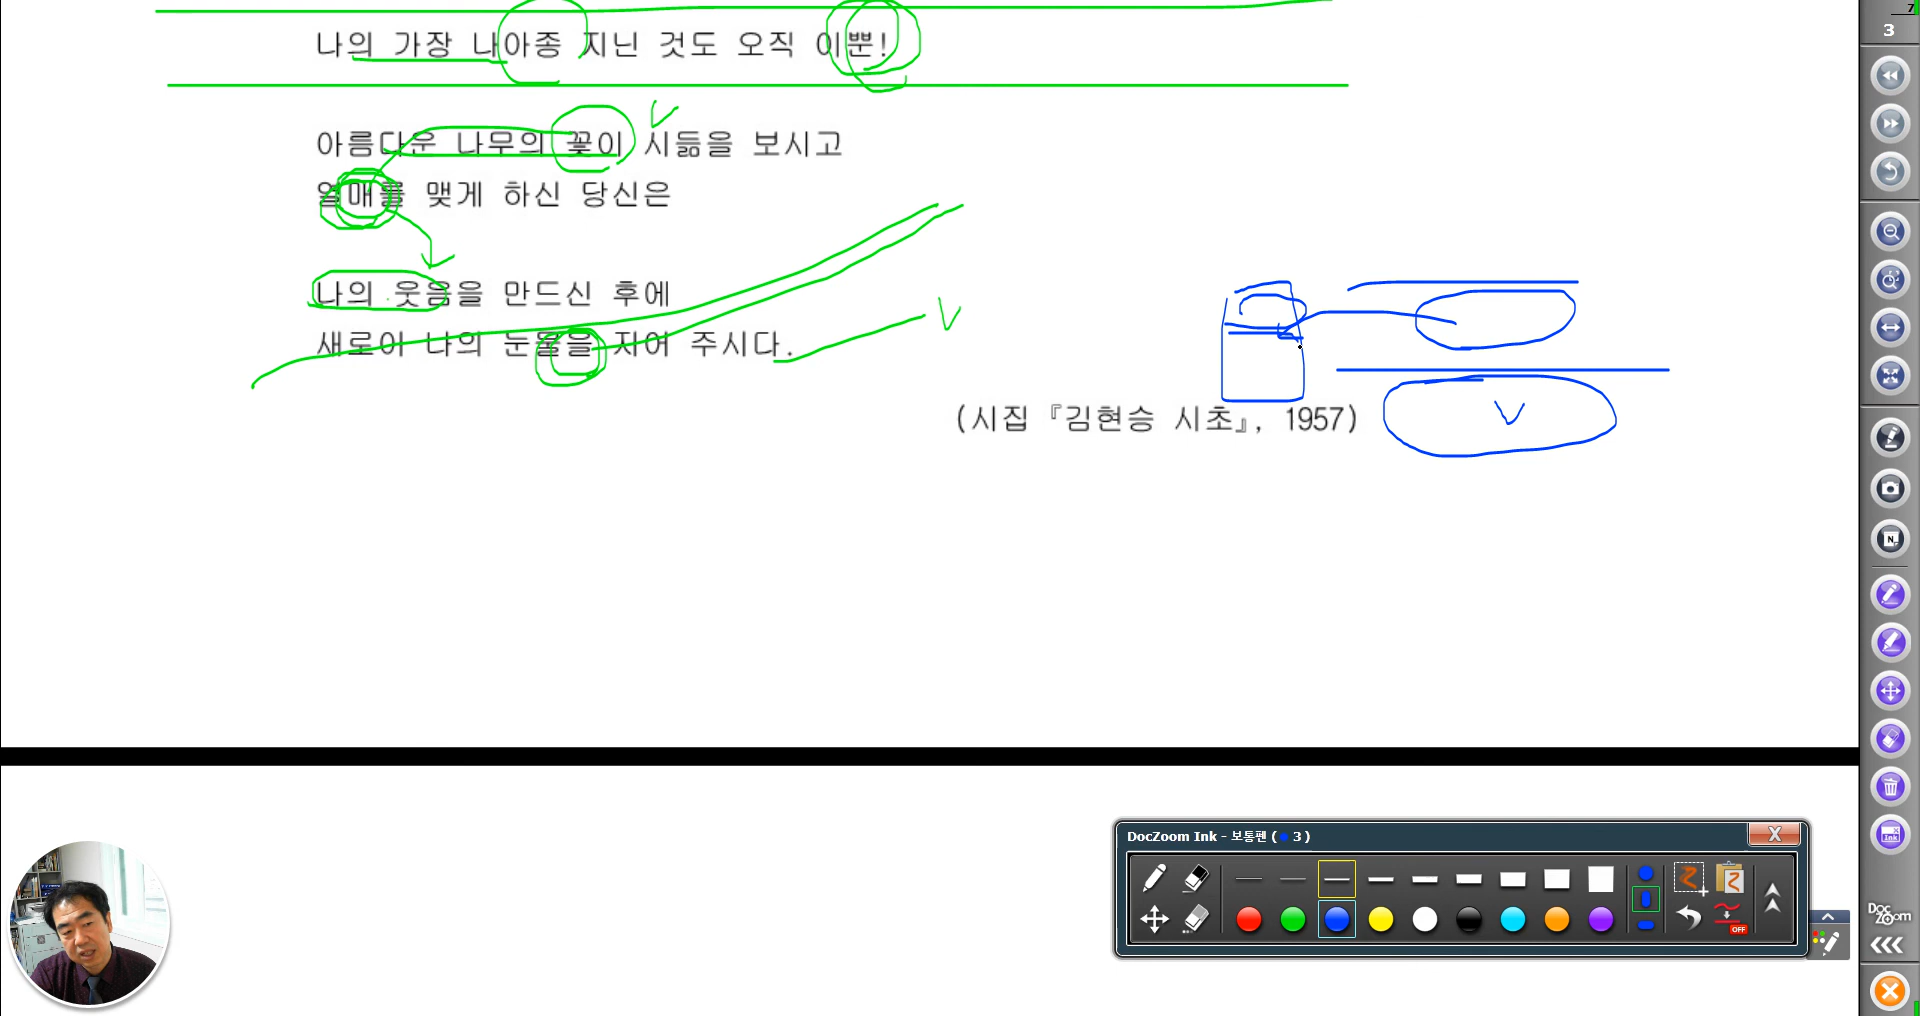 7
3
나의 가장 나아종 지닌 것도 오직 이뿐!
아름다운 나무의 꽃이 시듦을 보시고
열매를 맺게 하신 당신은
나의 웃음을 만드신 후에
새로이 나의 눈물을 지어 주시다.
V
V
(시집 『김현승 시초』, 1957)
V
N
Ink
DocZoom
DocZoom Ink - 보통펜 ( 3 )
X
OFF